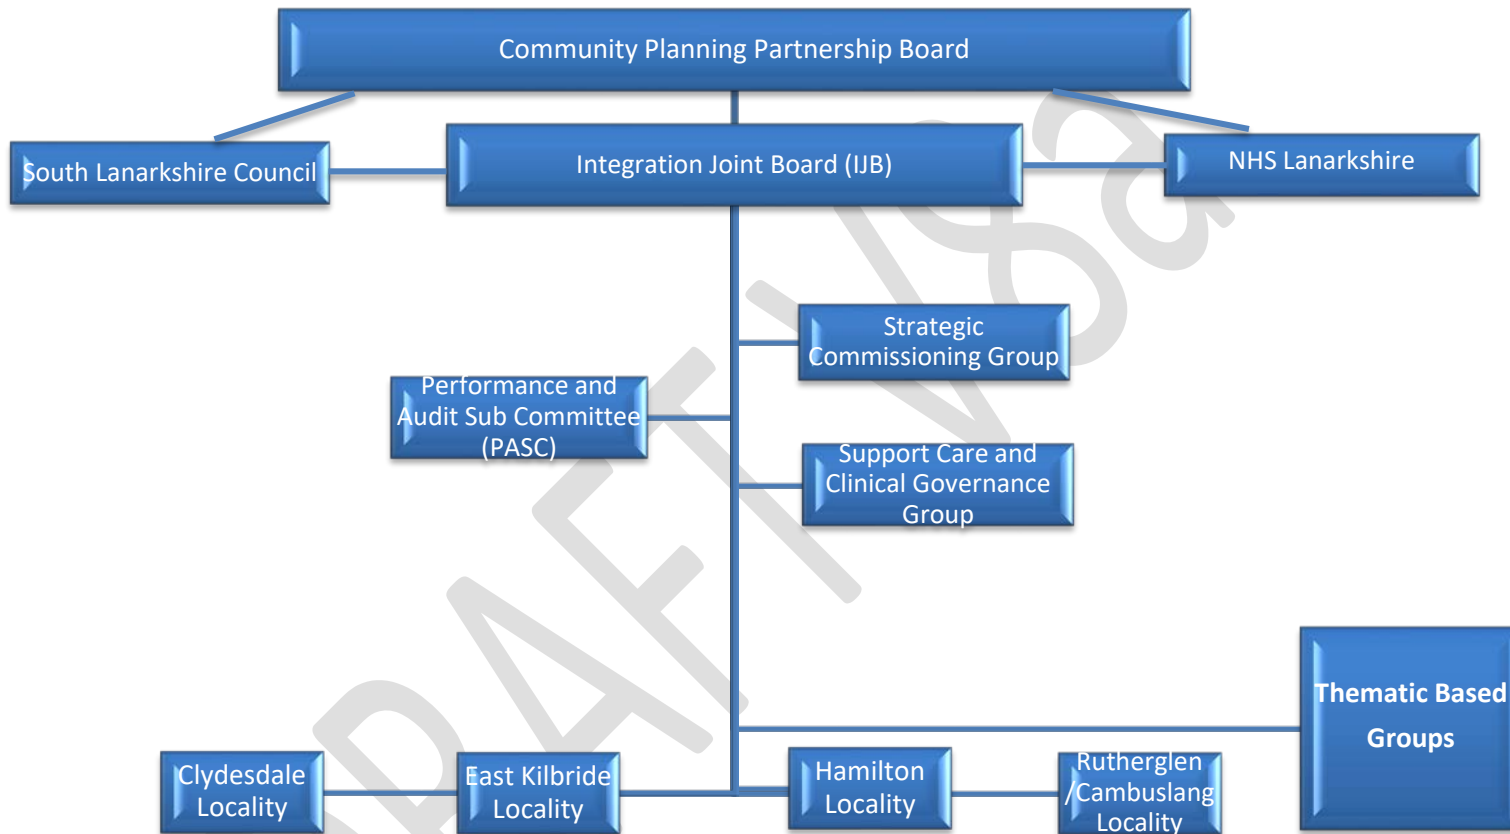 Community Planning Partnership Board
South Lanarkshire Council
Integration Joint Board (IJB)
NHS Lanarkshire
Strategic
Commissioning Group
Performance and
Audit Sub Committee
(PASC)
Support Care and
Clinical Governance
Group
Thematic Based
Groups
Clydesdale
Locality
East Kilbride
Locality
Hamilton
Locality
Rutherglen
/Cambuslang
Locality
DRAFT V8a